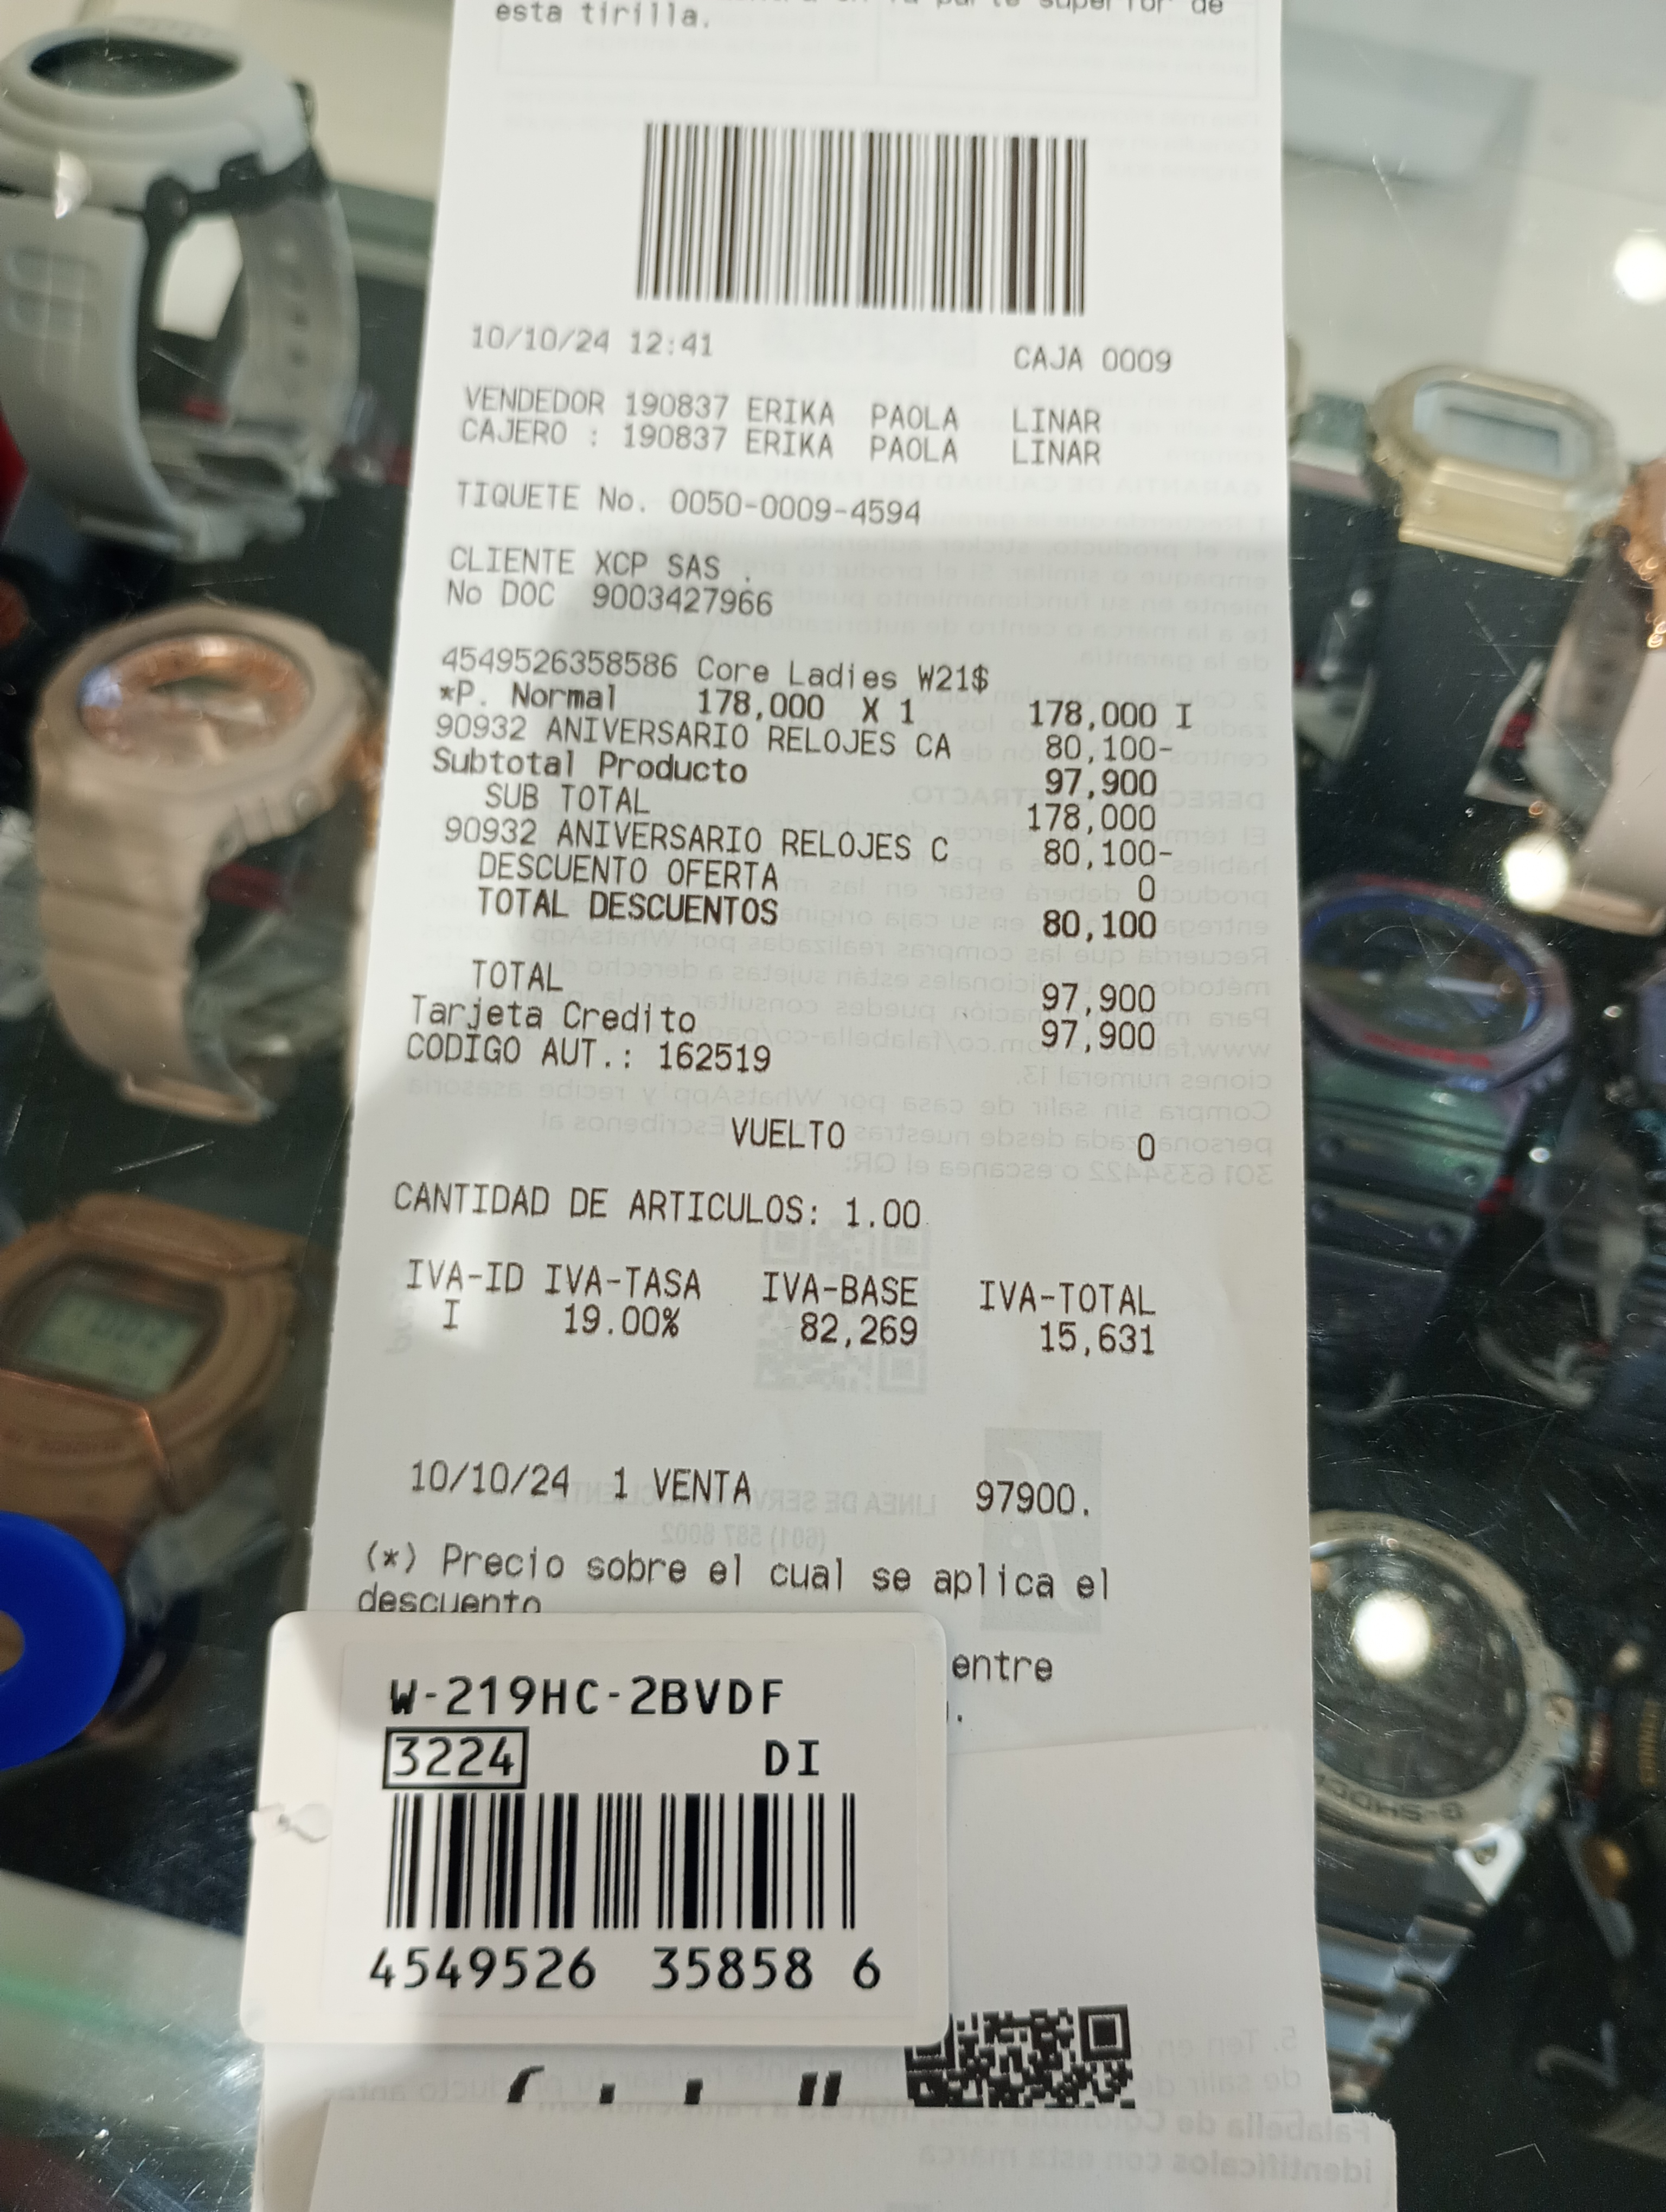 esta tirilla.
10/10/24 12:41 CAJA 0009
VENDEDOR 190837 ERIKA PAOLA LINAR
CAJERO : 190837 ERIKA PAOLA LINAR
TIQUETE No. 0050-0009-4594
CLIENTE XCP SAS .
No DOC 9003427966
4549526358586 Core Ladies W21$
*P. Normal 178,000 X 1 178,000 I
90932 ANIVERSARIO RELOJES CA 80,100-
Subtotal Producto 97,900
SUB TOTAL 178,000
90932 ANIVERSARIO RELOJES C 80,100-
DESCUENTO OFERTA 0
TOTAL DESCUENTOS 80,100
TOTAL 97,900
Tarjeta Credito 97,900
CODIGO AUT.: 162519
VUELTO 0
CANTIDAD DE ARTICULOS: 1.00
IVA-ID IVA-TASA IVA-BASE IVA-TOTAL
I 19.00% 82,269 15,631
10/10/24 1 VENTA 97900.
(*) Precio sobre el cual se aplica el
descuento
entre
.
W-219HC-2BVDF
3224 DI
4549526 35858 6
G-SHOCK